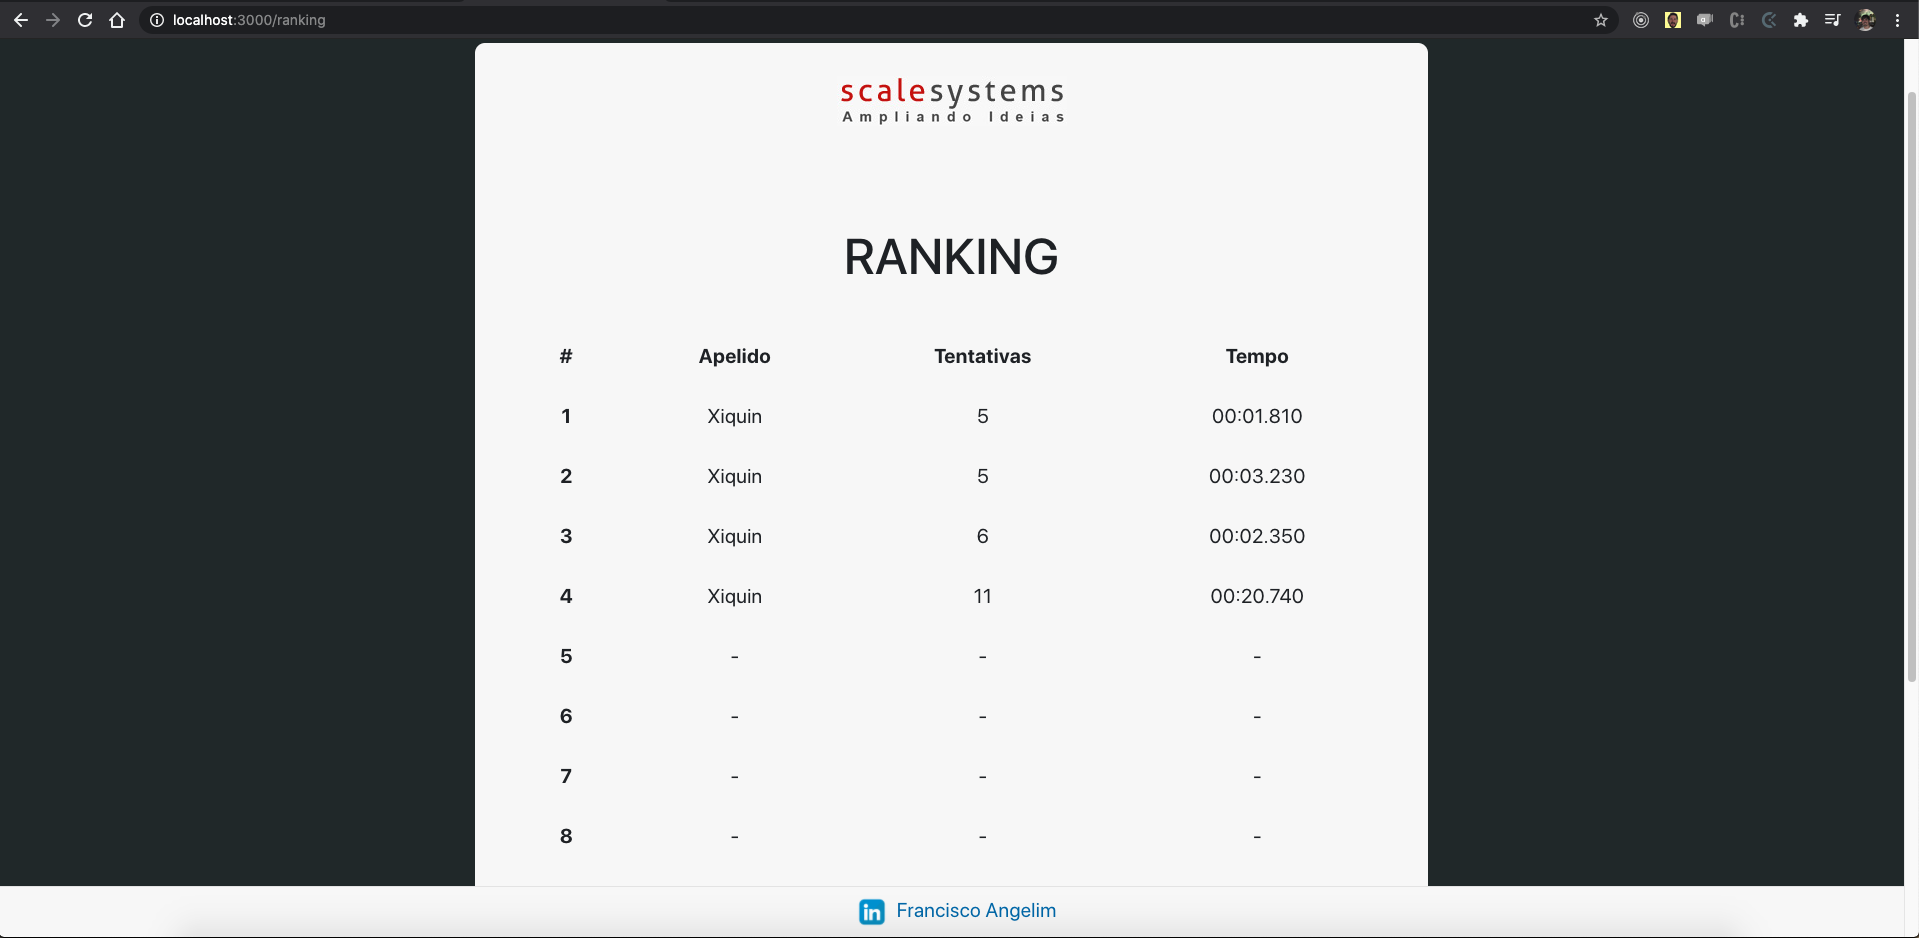 localhost:3000/ranking
scalesystems
Ampliando Ideias
RANKING
# Apelido Tentativas Tempo
1 Xiquin 5 00:01.810
2 Xiquin 5 00:03.230
3 Xiquin 6 00:02.350
4 Xiquin 11 00:20.740
5 - - -
6 - - -
7 - - -
8 - - -
in Francisco Angelim